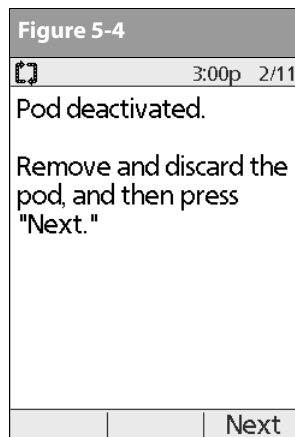 Figure 5-4
3:00p 2/11
Pod deactivated.
Remove and discard the
pod, and then press
"Next."
Next